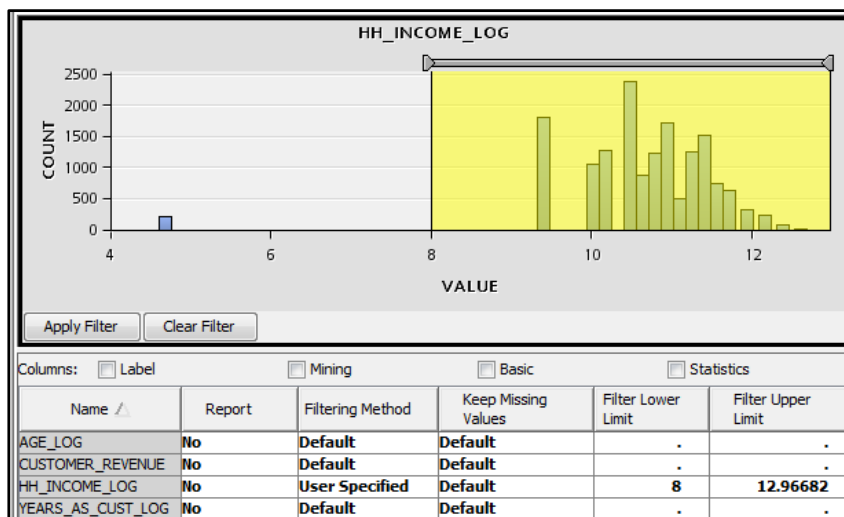 HH_INCOME_LOG
2500
2000
1500
1000
500
0
COUNT
4 6 8 10 12
VALUE
Apply Filter Clear Filter
Columns: Label Mining Basic Statistics
Name Report Filtering Method Keep Missing Values Filter Lower Limit Filter Upper Limit
AGE_LOG No Default Default . .
CUSTOMER_REVENUE No Default Default . .
HH_INCOME_LOG No User Specified Default 8 12.96682
YEARS_AS_CUST_LOG No Default Default . .